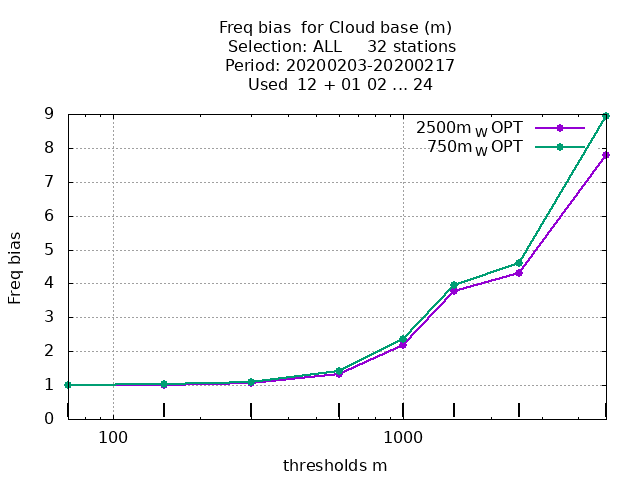 Freq bias  for Cloud base (m)
Selection: ALL     32 stations
Period: 20200203-20200217
Used  12 + 01 02 ... 24
2500m W OPT
750m W OPT
9
8
7
6
5
4
3
2
1
0
Freq bias
100
1000
thresholds m